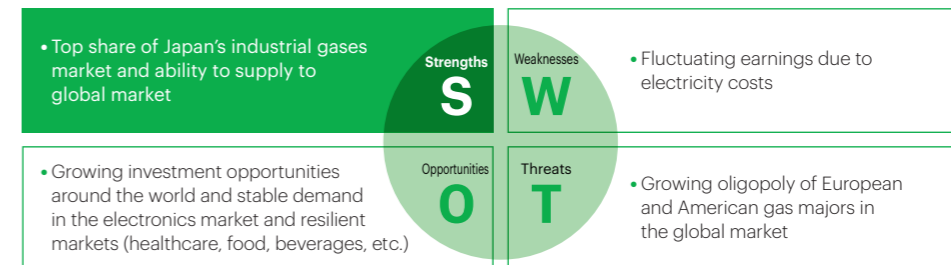 • Top share of Japan's industrial gases
market and ability to supply to
global market
Strengths
S
Weaknesses
W
• Fluctuating earnings due to
electricity costs
• Growing investment opportunities
around the world and stable demand
in the electronics market and resilient
markets (healthcare, food, beverages, etc.)
Opportunities
O
Threats
T
• Growing oligopoly of European
and American gas majors in
the global market